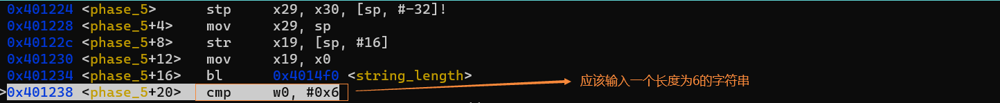 0x401224 <phase_5> stp x29, x30, [sp, #-32]!
0x401228 <phase_5+4> mov x29, sp
0x40122c <phase_5+8> str x19, [sp, #16]
0x401230 <phase_5+12> mov x19, x0
0x401234 <phase_5+16> bl 0x4014f0 <string_length>
>0x401238 <phase_5+20> cmp w0, #0x6 应该输入一个长度为6的字符串